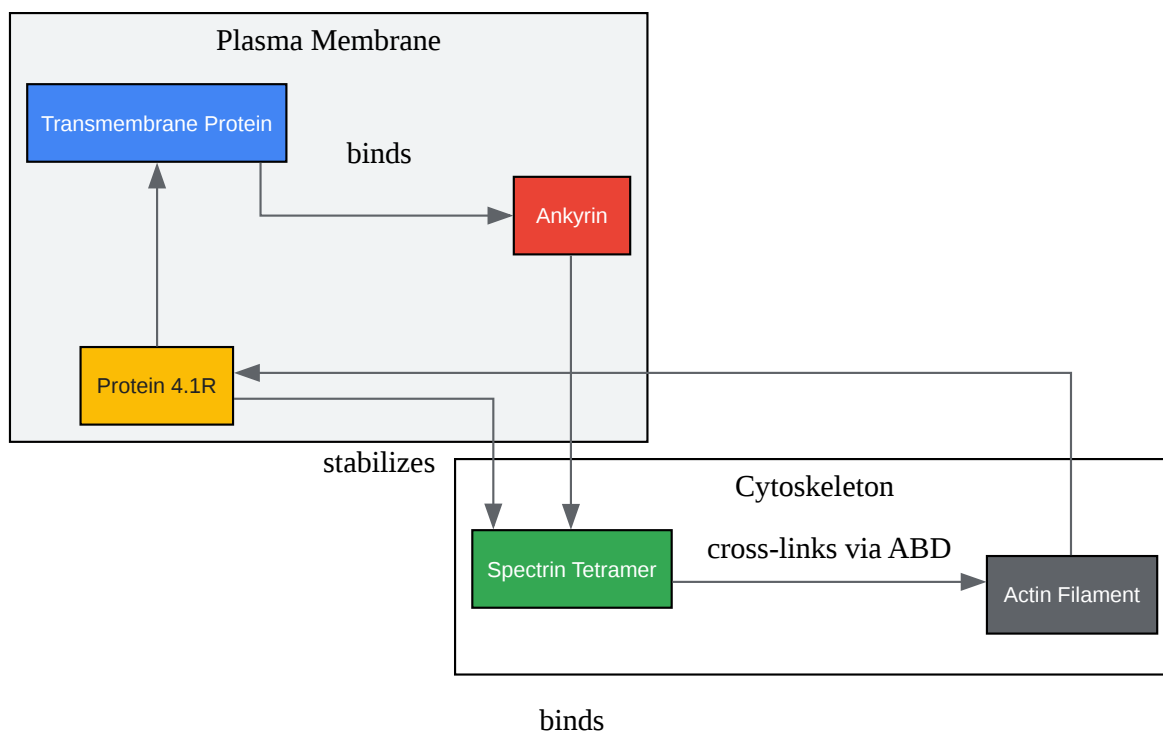 Plasma Membrane
Transmembrane Protein
binds
Ankyrin
Protein 4.1R
stabilizes
Cytoskeleton
cross-links via ABD
Spectrin Tetramer
Actin Filament
binds